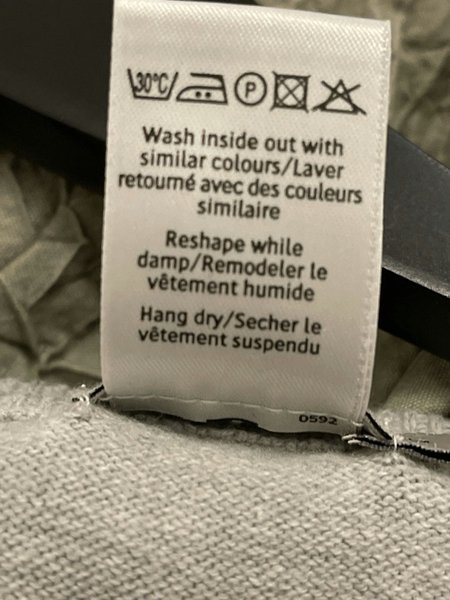 30°C P
Wash inside out with
similar colours/Laver
retourné avec des couleurs
similaire
Reshape while
damp/Remodeler le
vêtement humide
Hang dry/Secher le
vêtement suspendu
0592